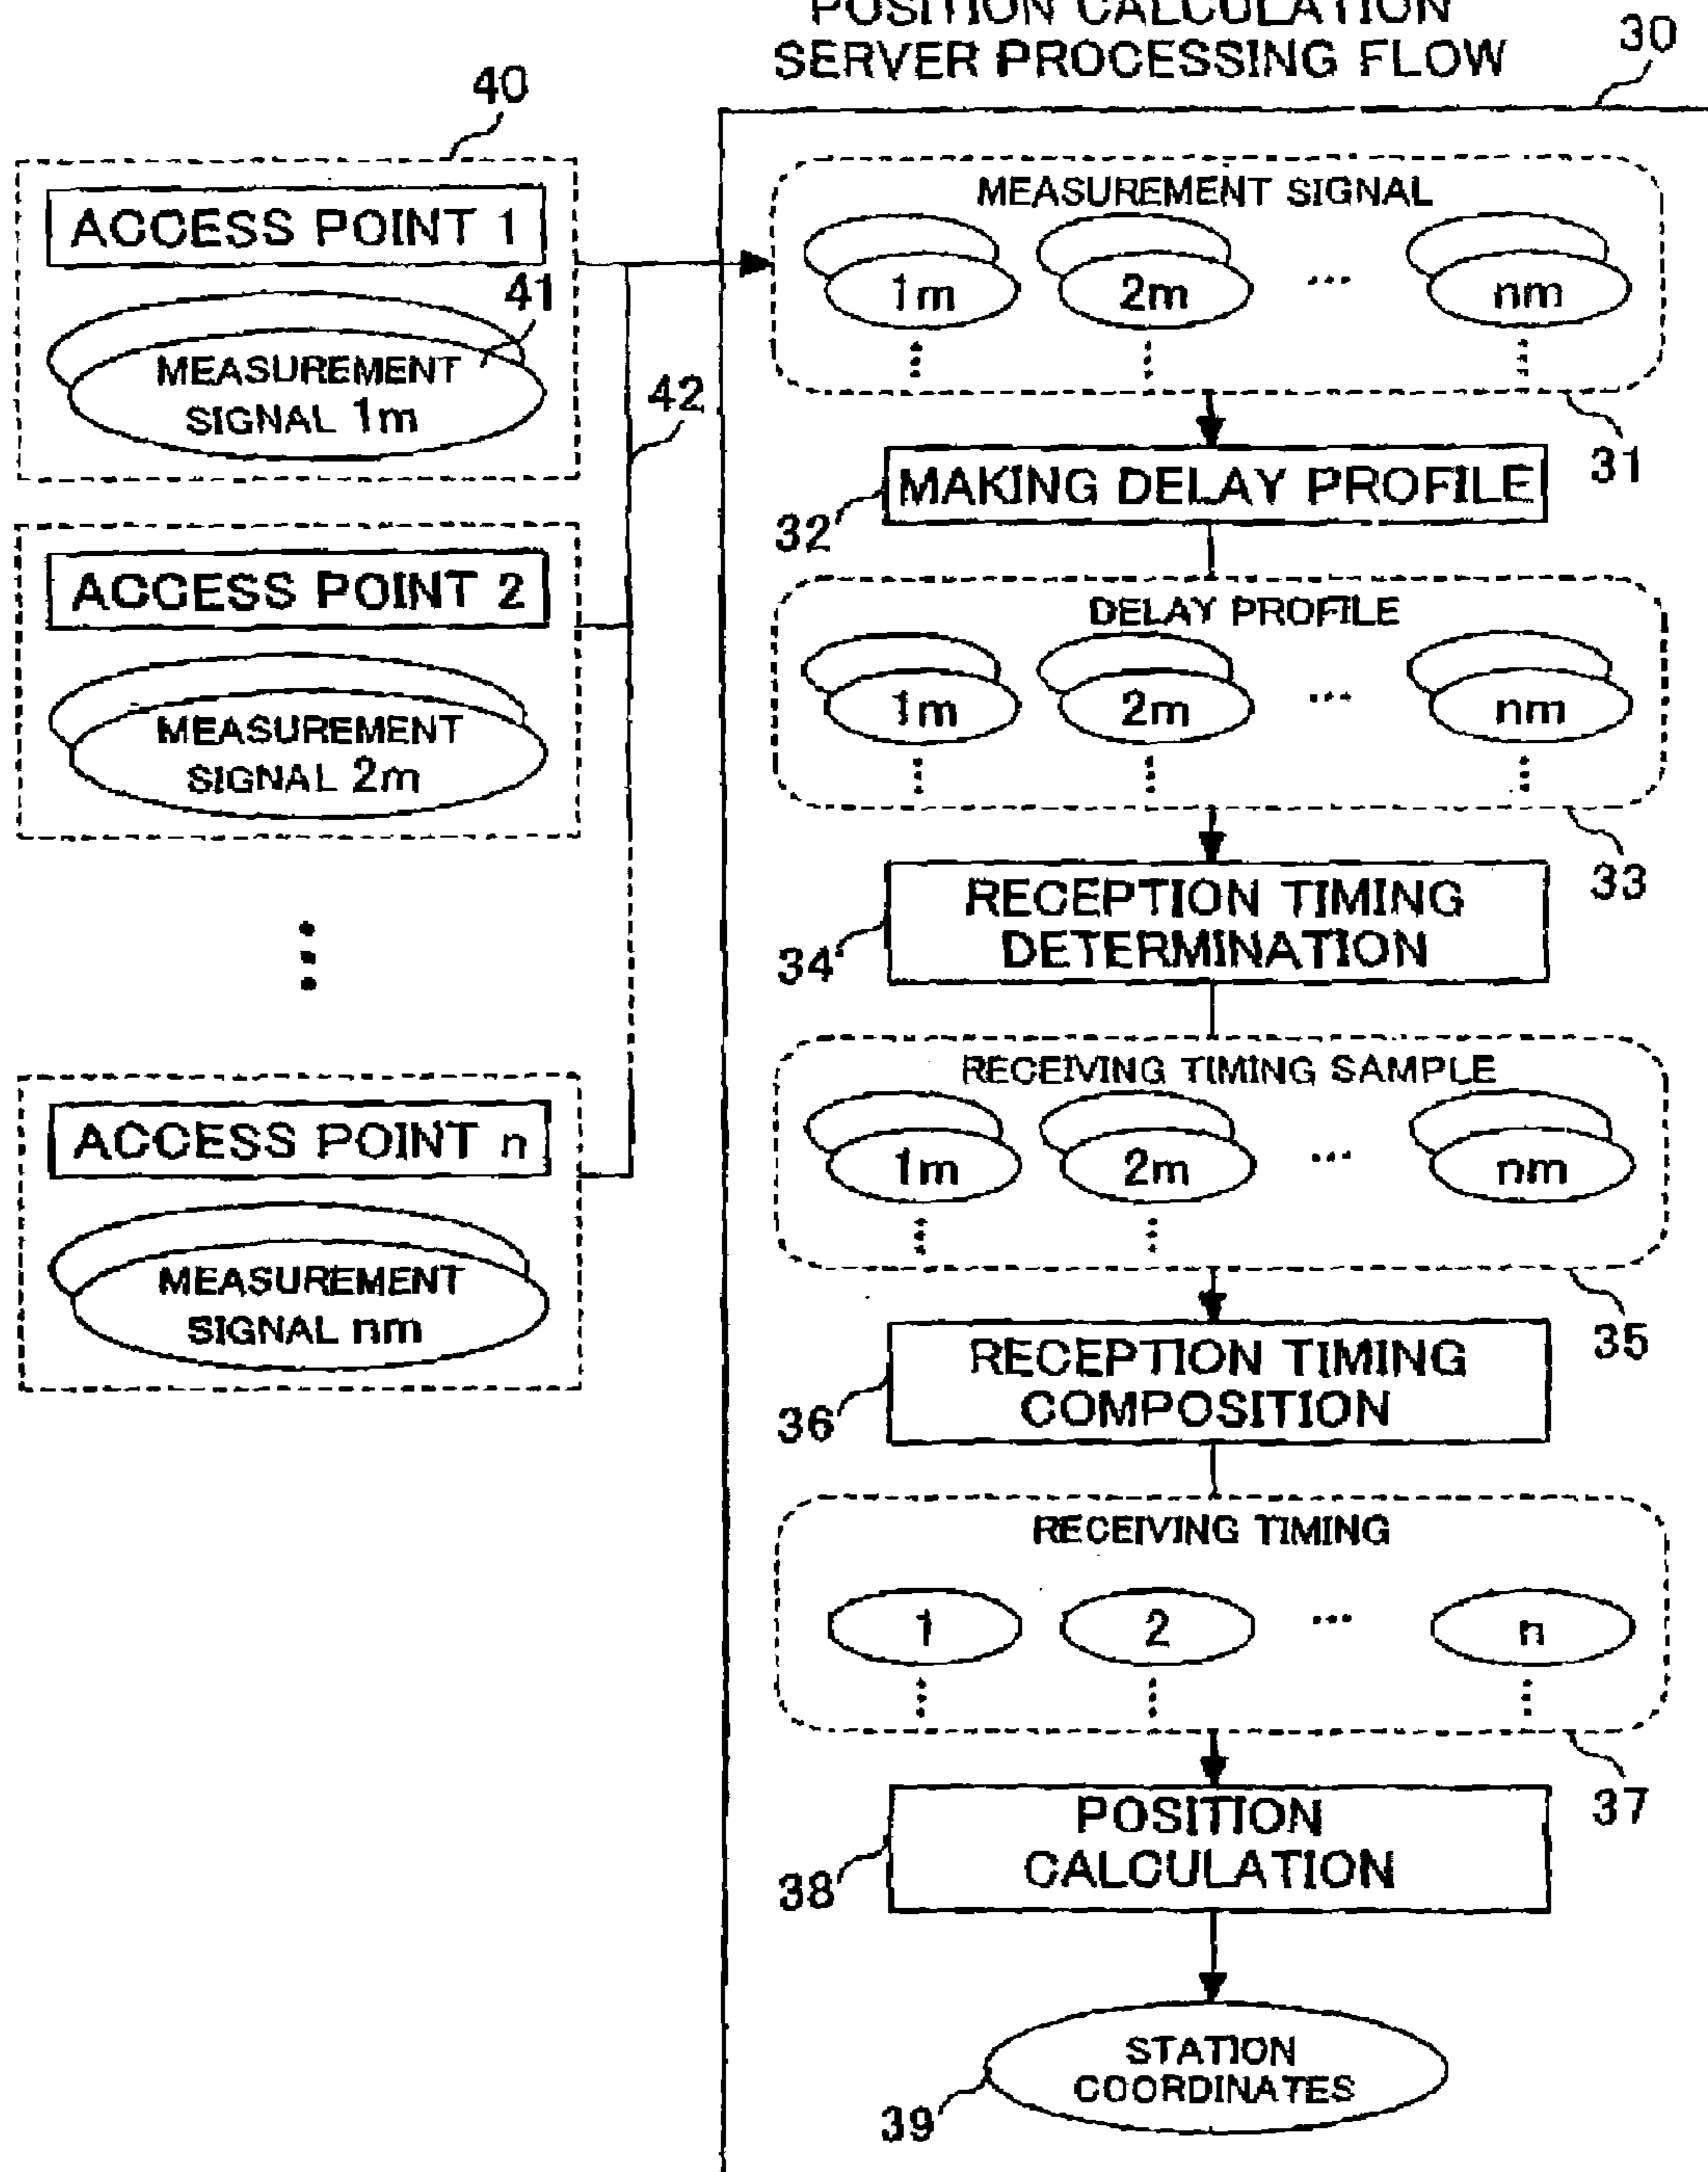 POSITION CALCULATION
SERVER PROCESSING FLOW
30
40
ACCESS POINT 1
41
MEASUREMENT
SIGNAL 1m
42
ACCESS POINT 2
MEASUREMENT
SIGNAL 2m
⋮
ACCESS POINT n
MEASUREMENT
SIGNAL nm
MEASUREMENT SIGNAL
1m 2m ... nm
31
32
MAKING DELAY PROFILE
DELAY PROFILE
1m 2m ... nm
33
34
RECEPTION TIMING
DETERMINATION
RECEIVING TIMING SAMPLE
1m 2m ... nm
35
36
RECEPTION TIMING
COMPOSITION
RECEIVING TIMING
1 2 ... n
37
38
POSITION
CALCULATION
STATION
COORDINATES
39